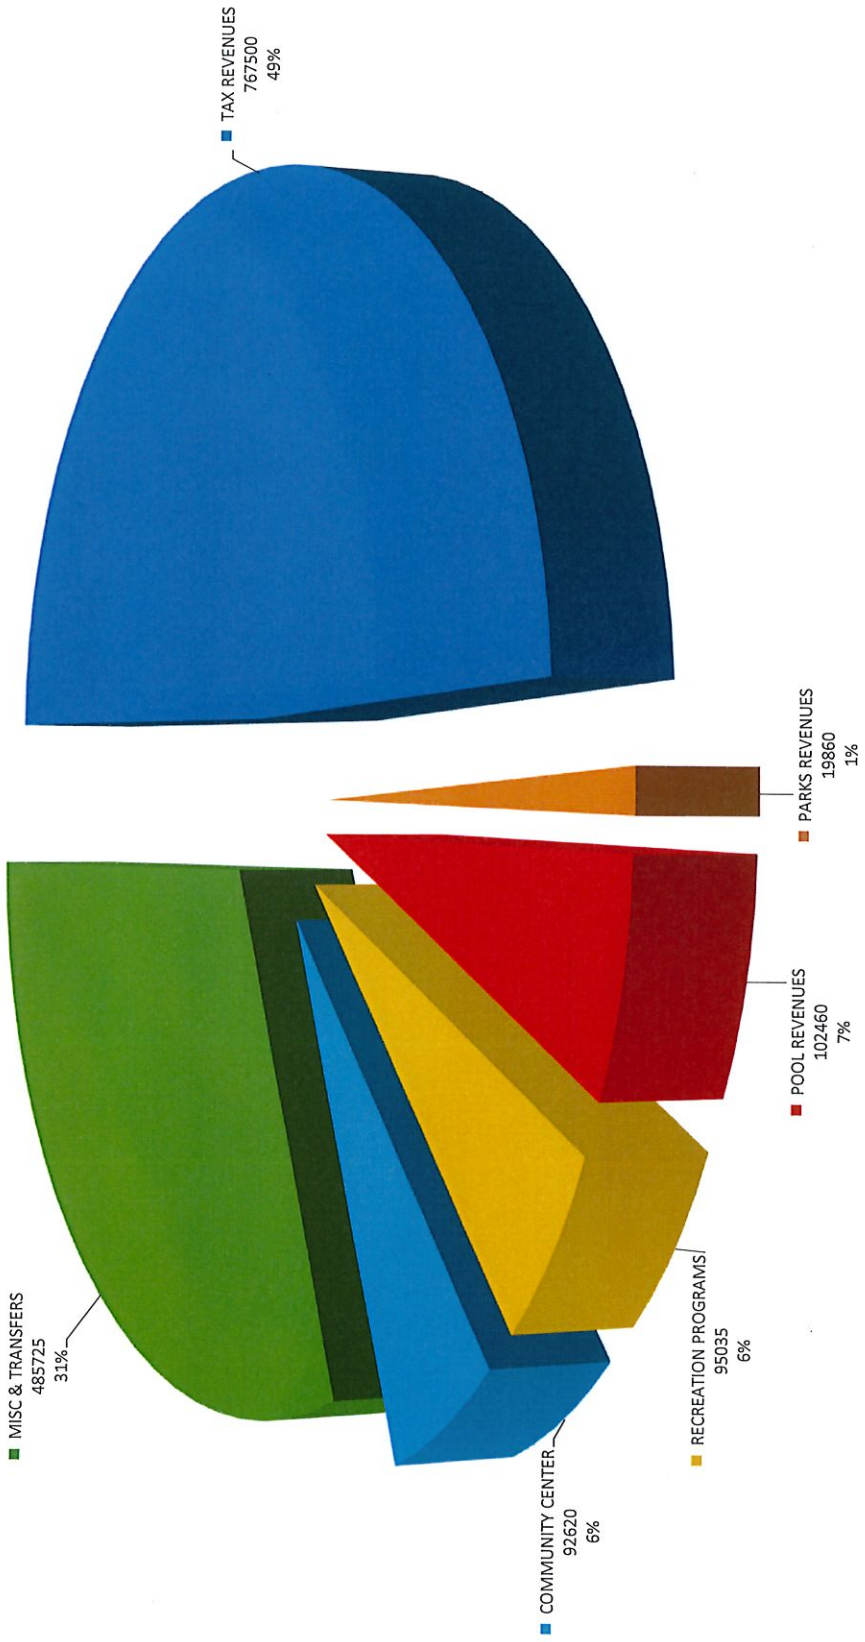 TAX REVENUES
767500
49%
PARKS REVENUES
19860
1%
POOL REVENUES
102460
7%
RECREATION PROGRAMS
95035
6%
COMMUNITY CENTER
92620
6%
MISC & TRANSFERS
485725
31%